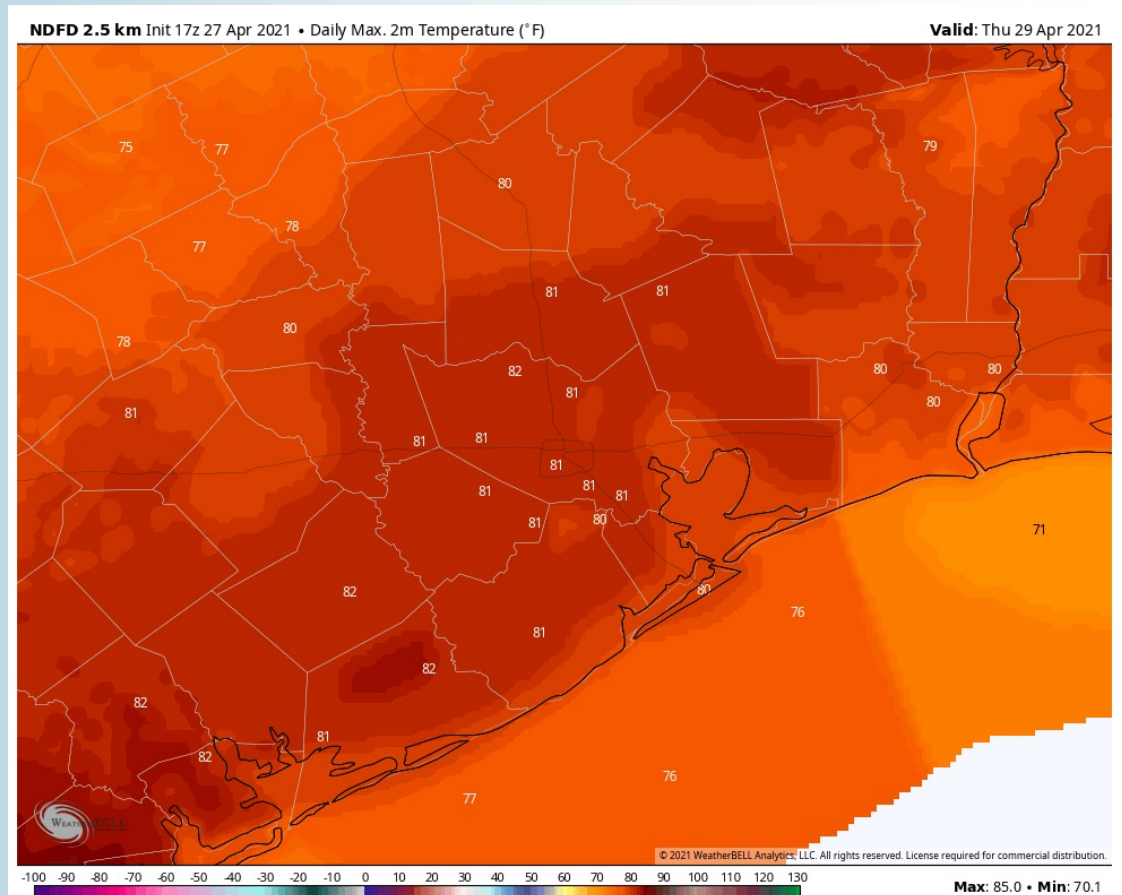 NDFD 2.5 km Init 17z 27 Apr 2021 • Daily Max. 2m Temperature (°F) Valid: Thu 29 Apr 2021
75 77 79
80
78
77
81 81
80
78
82 80 80
81 80
81
81 81
81
81 81 81
81 80 71
82 80
76
81
82
82
81
82
76
77
WEATHERBELL
© 2021 WeatherBELL Analytics, LLC. All rights reserved. License required for commercial distribution.
-100 -90 -80 -70 -60 -50 -40 -30 -20 -10 0 10 20 30 40 50 60 70 80 90 100 110 120 130
Max: 85.0 • Min: 70.1